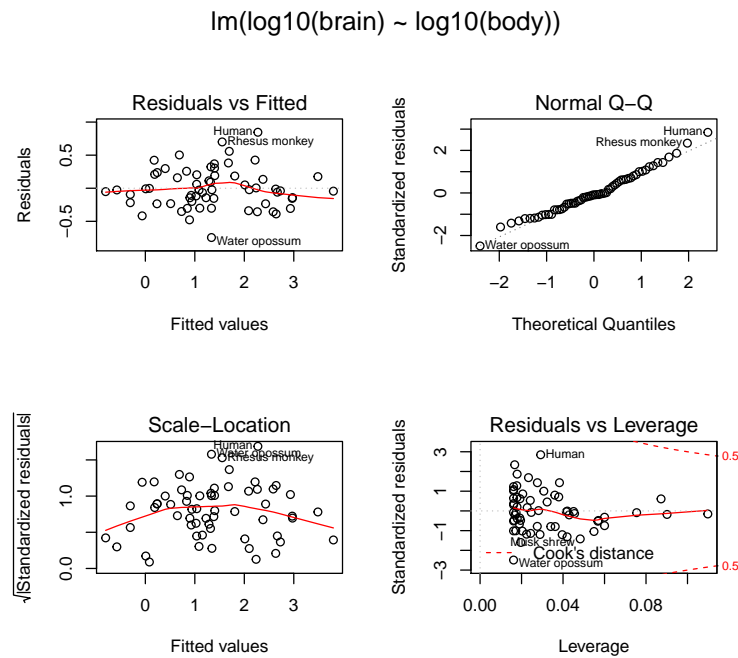 lm(log10(brain) ~ log10(body))
Residuals vs Fitted
Residuals
0.5
−0.5
Human
Rhesus monkey
Water opossum
0 1 2 3
Fitted values
Normal Q−Q
Standardized residuals
2
0
−2
Human
Rhesus monkey
Water opossum
−2 −1 0 1 2
Theoretical Quantiles
Scale−Location
√|Standardized residuals|
1.0
0.0
Human
Water opossum
Rhesus monkey
0 1 2 3
Fitted values
Residuals vs Leverage
Standardized residuals
3
1
−1
−3
Human
Musk shrew
Cook's distance
Water opossum
0.5
0.5
0.00 0.04 0.08
Leverage